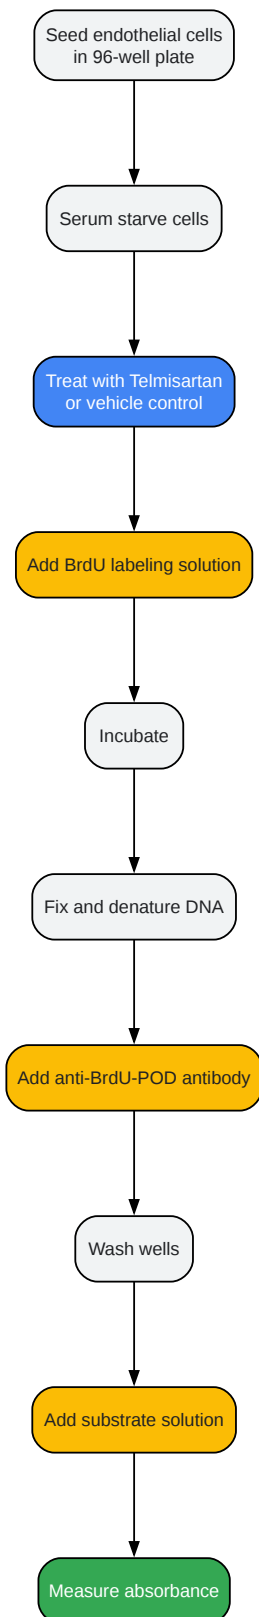 Seed endothelial cells
in 96-well plate
Serum starve cells
Treat with Telmisartan
or vehicle control
Add BrdU labeling solution
Incubate
Fix and denature DNA
Add anti-BrdU-POD antibody
Wash wells
Add substrate solution
Measure absorbance